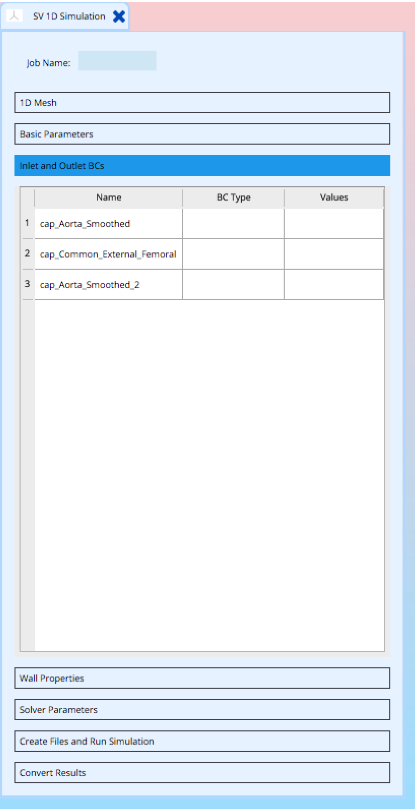 SV 1D Simulation
Job Name:
1D Mesh
Basic Parameters
Inlet and Outlet BCs
Name BC Type Values
1 cap_Aorta_Smoothed
2 cap_Common_External_Femoral
3 cap_Aorta_Smoothed_2
Wall Properties
Solver Parameters
Create Files and Run Simulation
Convert Results